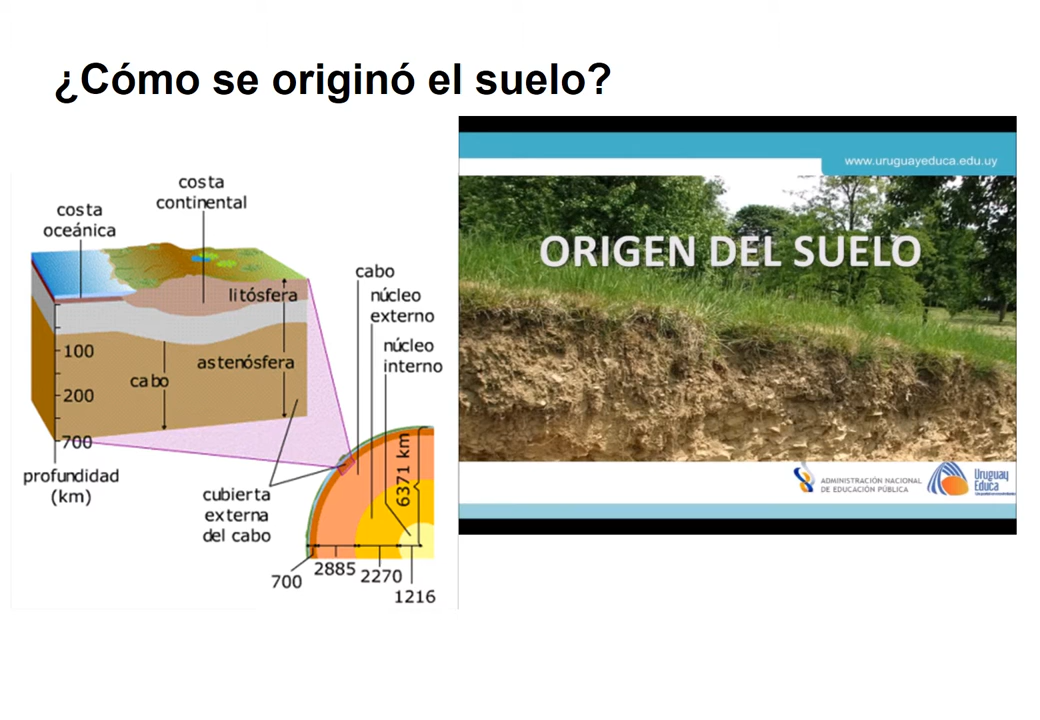 ¿Cómo se originó el suelo?
costa
continental
costa
oceánica
litósfera
astenósfera
cabo
100
200
700
profundidad
(km)
cabo
núcleo
externo
núcleo
interno
cubierta
externa
del cabo
6371 km
700
2885
2270
1216
www.uruguayeduca.edu.uy
ORIGEN DEL SUELO
ADMINISTRACIÓN NACIONAL
DE EDUCACIÓN PÚBLICA
Uruguay
Educa